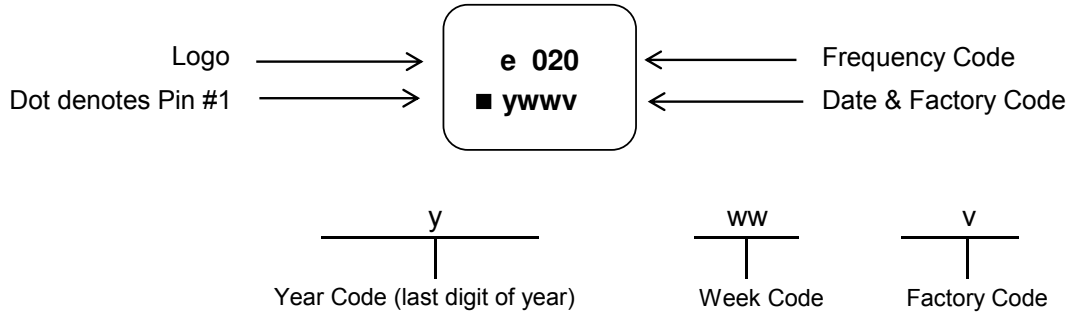 Logo e 020 Frequency Code
Dot denotes Pin #1 ■ ywwv Date & Factory Code
y ww v
Year Code (last digit of year) Week Code Factory Code